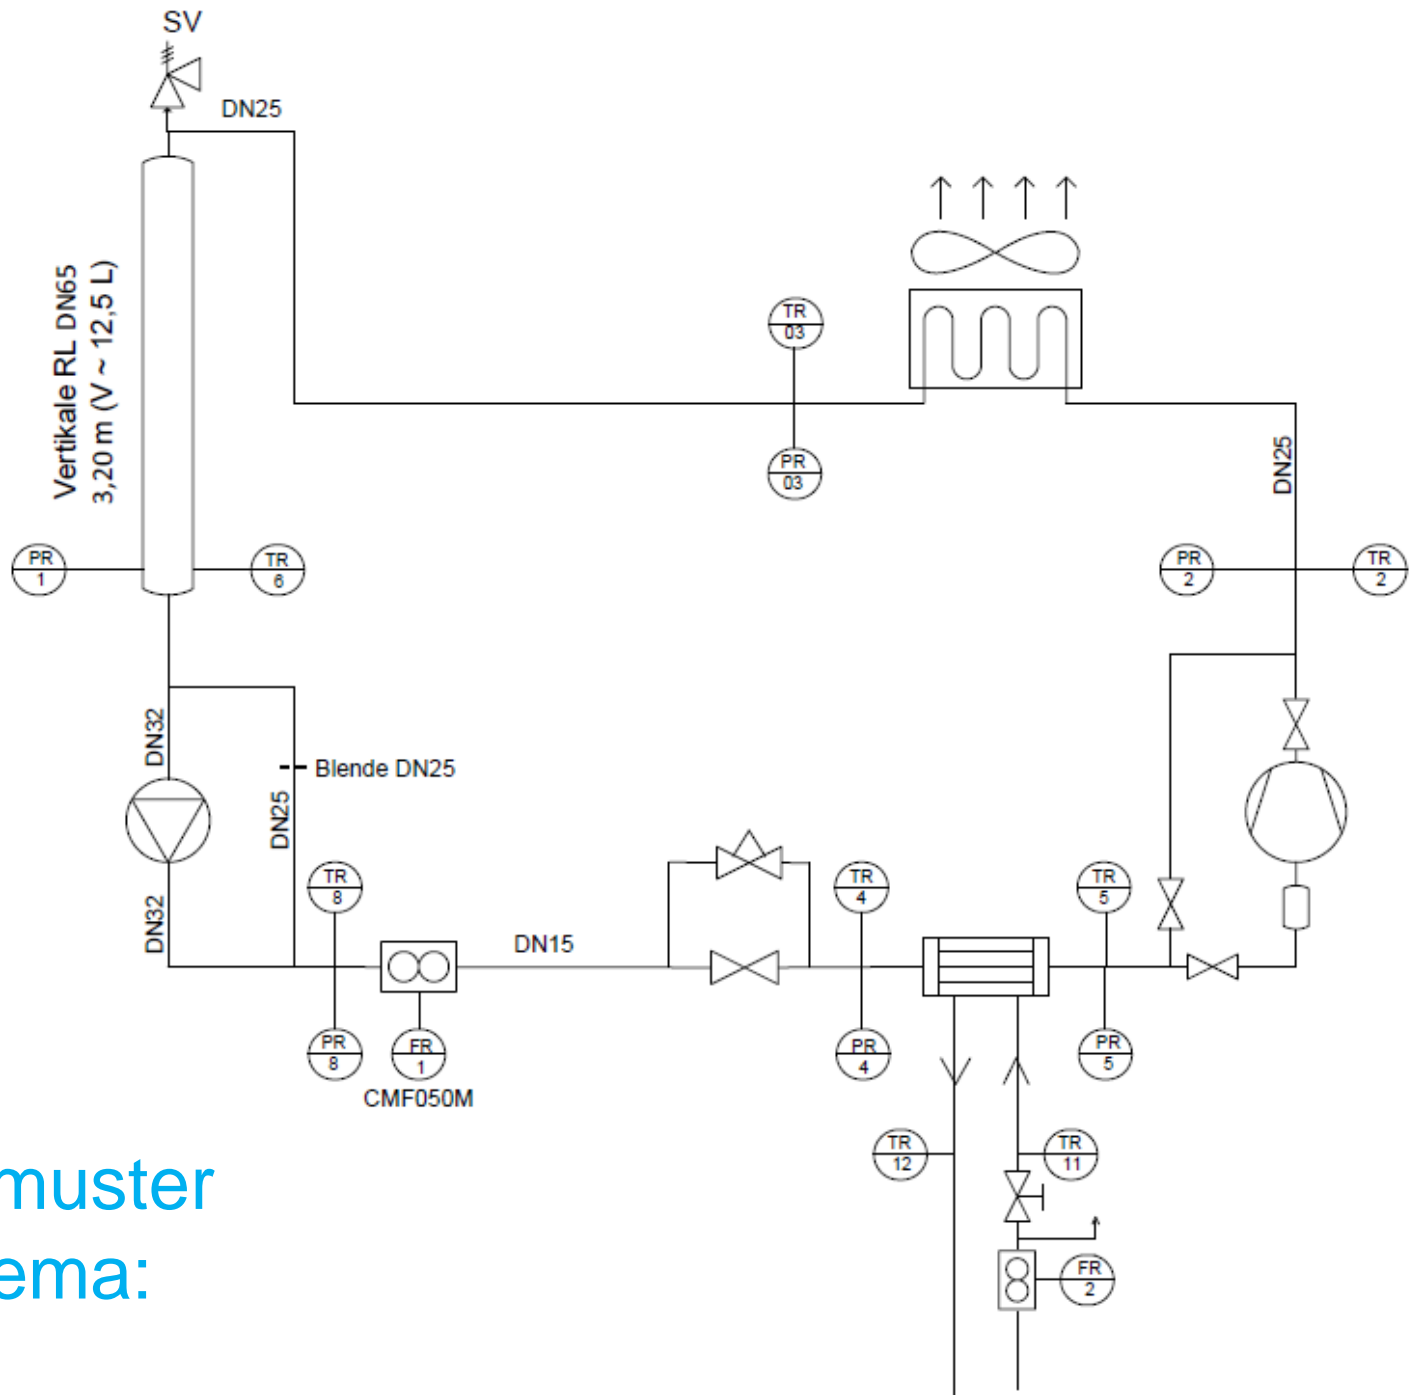 SV
DN25
TR
03
Vertikale RL DN65
3,20 m (V ~ 12,5 L)
PR
03
DN25
PR
1
TR
6
PR
2
TR
2
DN32
Blende DN25
DN25
TR
8
TR
4
TR
5
DN32
DN15
PR
8
FR
1
PR
4
PR
5
CMF050M
TR
12
TR
11
muster
ema:
FR
2